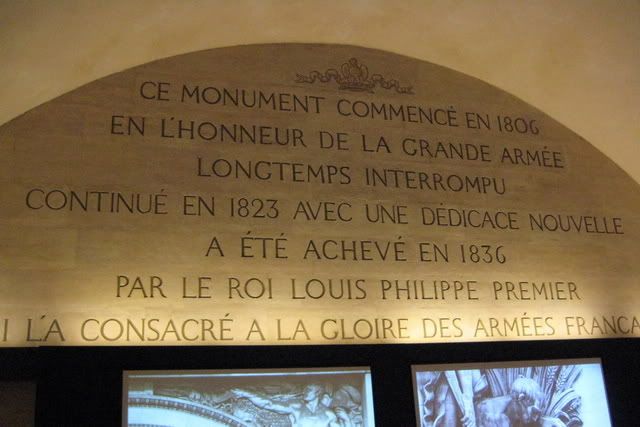 CE MONUMENT COMMENCÉ EN 1806
EN L'HONNEUR DE LA GRANDE ARMÉE
LONGTEMPS INTERROMPU
CONTINUÉ EN 1823 AVEC UNE DÉDICACE NOUVELLE
A ÉTÉ ACHEVÉ EN 1836
PAR LE ROI LOUIS PHILIPPE PREMIER
I L'A CONSACRÉ A LA GLOIRE DES ARMÉES FRANCA